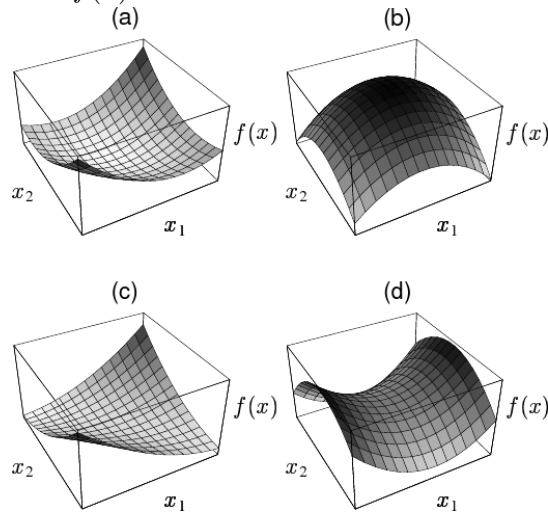 (a)
(b)
f(x)
f(x)
x₂
x₁
x₂
x₁
(c)
(d)
f(x)
f(x)
x₂
x₁
x₂
x₁